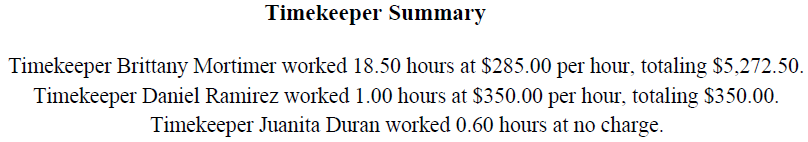 Timekeeper Summary
Timekeeper Brittany Mortimer worked 18.50 hours at $285.00 per hour, totaling $5,272.50.
Timekeeper Daniel Ramirez worked 1.00 hours at $350.00 per hour, totaling $350.00.
Timekeeper Juanita Duran worked 0.60 hours at no charge.